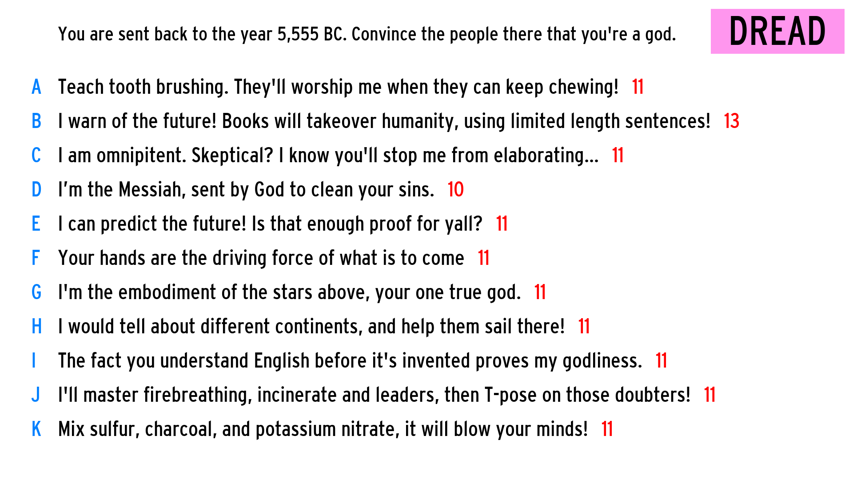 You are sent back to the year 5,555 BC. Convince the people there that you're a god.
DREAD
A Teach tooth brushing. They'll worship me when they can keep chewing! 11
B I warn of the future! Books will takeover humanity, using limited length sentences! 13
C I am omnipitent. Skeptical? I know you'll stop me from elaborating... 11
D I’m the Messiah, sent by God to clean your sins. 10
E I can predict the future! Is that enough proof for yall? 11
F Your hands are the driving force of what is to come 11
G I'm the embodiment of the stars above, your one true god. 11
H I would tell about different continents, and help them sail there! 11
I The fact you understand English before it's invented proves my godliness. 11
J I'll master firebreathing, incinerate and leaders, then T-pose on those doubters! 11
K Mix sulfur, charcoal, and potassium nitrate, it will blow your minds! 11